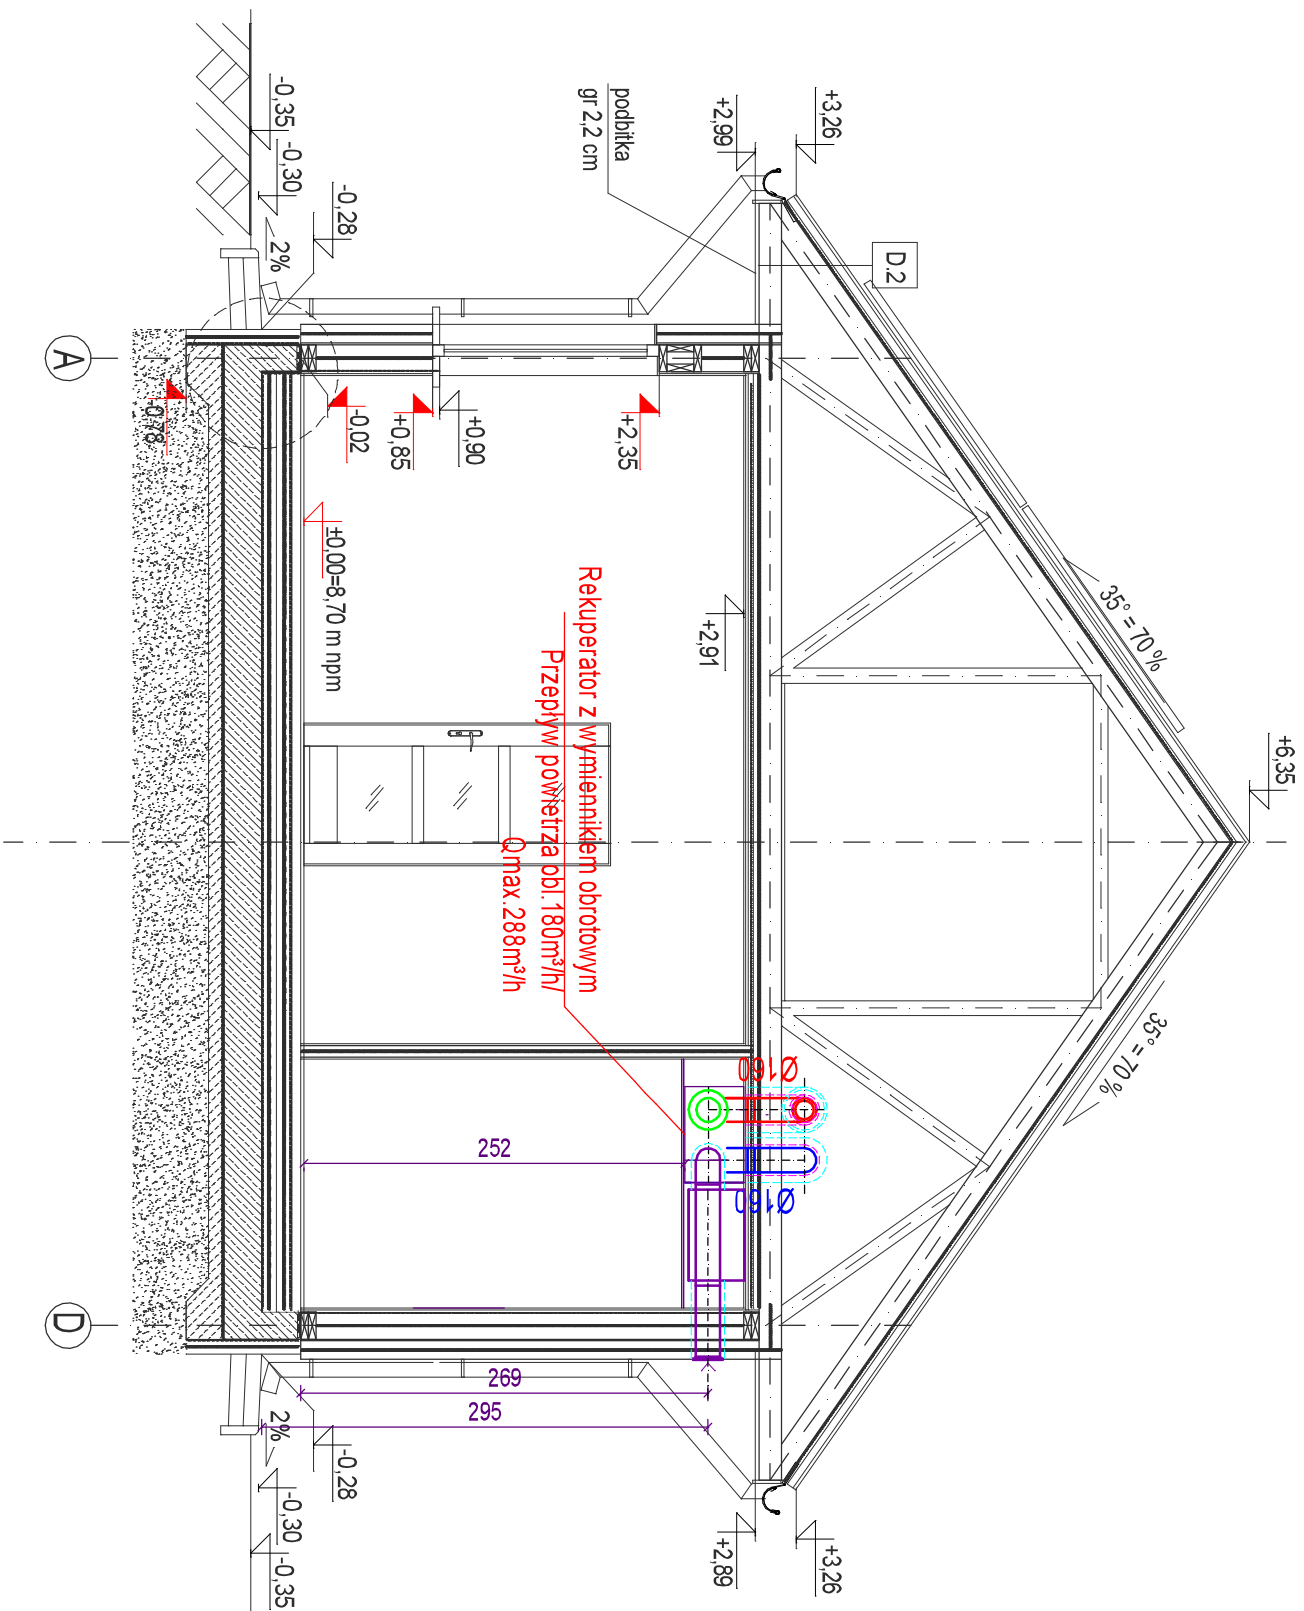 +6,35
35° = 70 %
35° = 70 %
+3,26
+2,99
podbitka
gr 2,2 cm
D.2
+3,26
+2,89
Ø160
Ø160
+2,91
Rekuperator z wymiennikiem obrotowym
Przepływ powietrza obl. 180m³/h/
Qmax.288m³/h
+2,35
+0,90
+0,85
-0,02
±0,00=8,70 m npm
252
269
295
-0,28
2%
-0,30
-0,35
-0,78
-0,28
2%
-0,30
-0,35
A
D